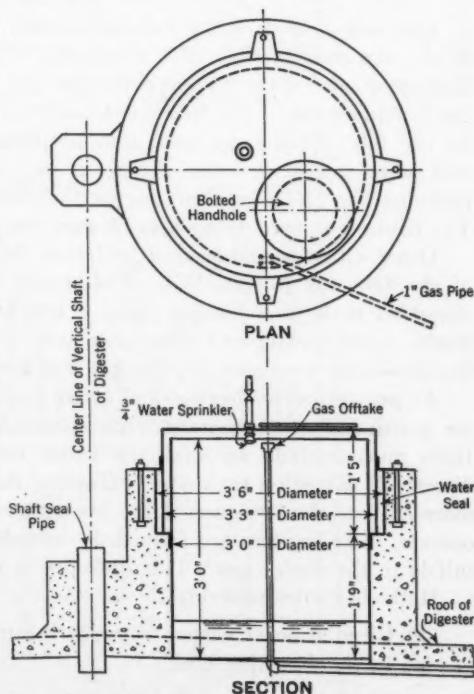 Bolted
Handhole
1" Gas Pipe
PLAN
Center Line of Vertical Shaft
of Digester
3/4" Water Sprinkler
Gas Offtake
3'6" Diameter
3'3" Diameter
3'0" Diameter
1'5"
1'9"
3'0"
Water
Seal
Shaft Seal
Pipe
Roof of
Digester
SECTION